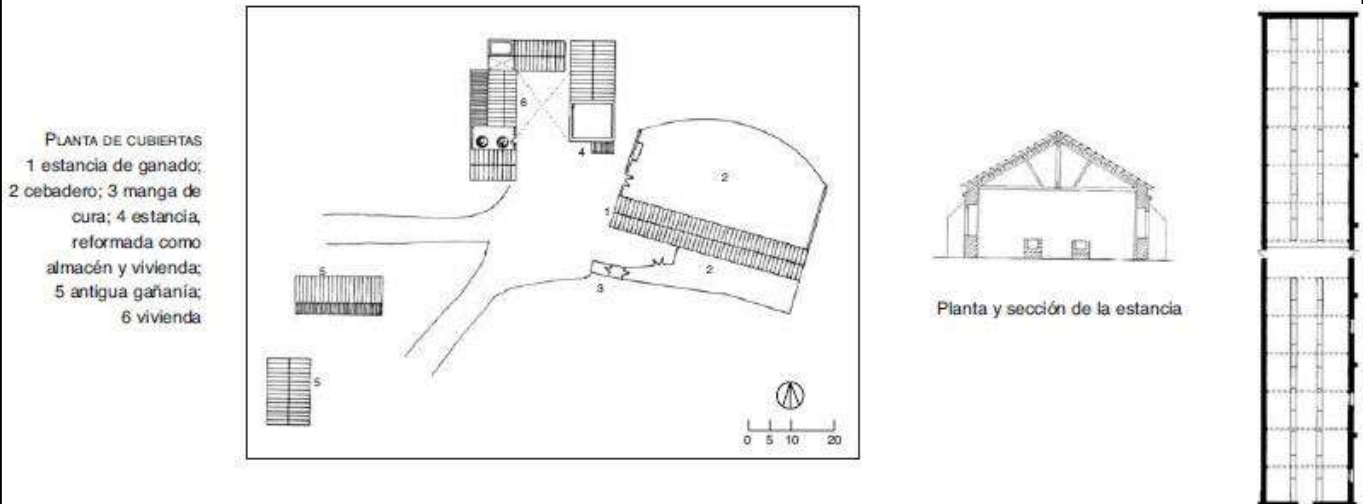 PLANTA DE CUBIERTAS
1 estancia de ganado;
2 cebadero; 3 manga de
cura; 4 estancia,
reformada como
almacén y vivienda;
5 antigua gañanía;
6 vivienda
6
4
2
1
2
3
5
5
0 5 10 20
Planta y sección de la estancia